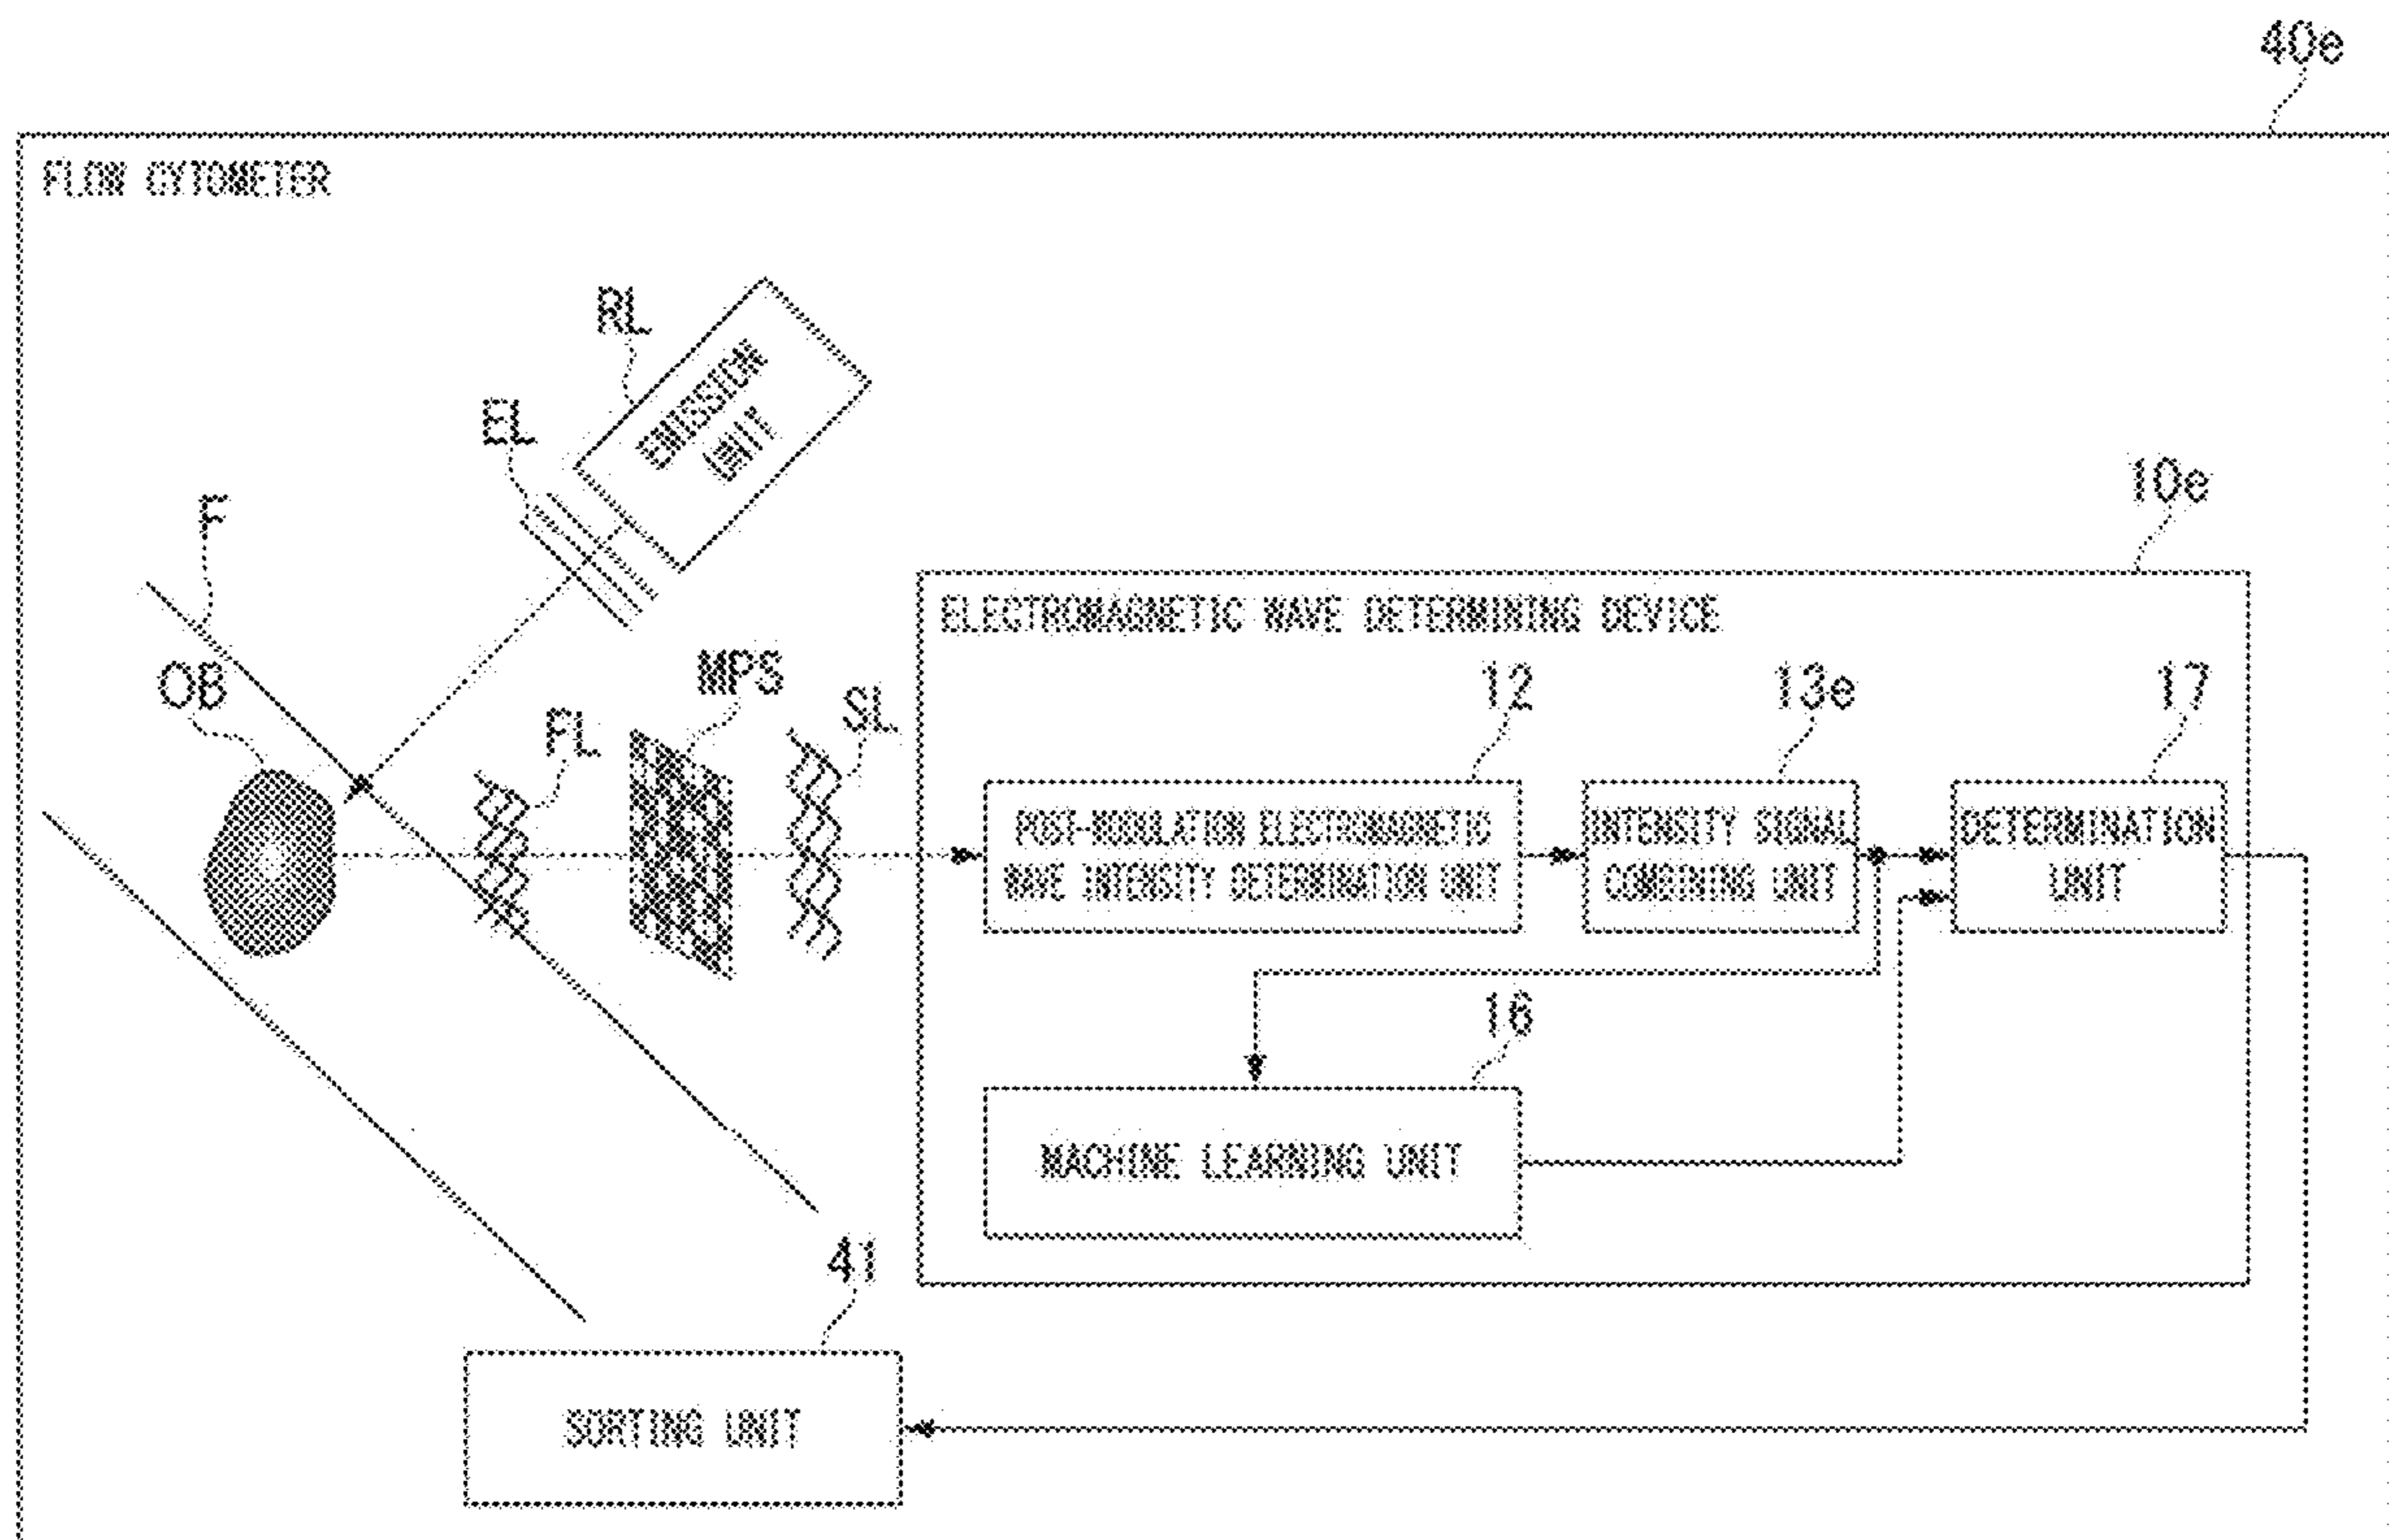 40e
FLOW CYTOMETER
RL
EMISSION
UNIT
EL
F
10e
ELECTROMAGNETIC WAVE DETERMINING DEVICE
OB
MPS
FL
SL
12
13e
17
POST-MODULATION ELECTROMAGNETIC
WAVE INTENSITY DETERMINATION UNIT
INTENSITY SIGNAL
COMBINING UNIT
DETERMINATION
UNIT
16
MACHINE LEARNING UNIT
41
SORTING UNIT